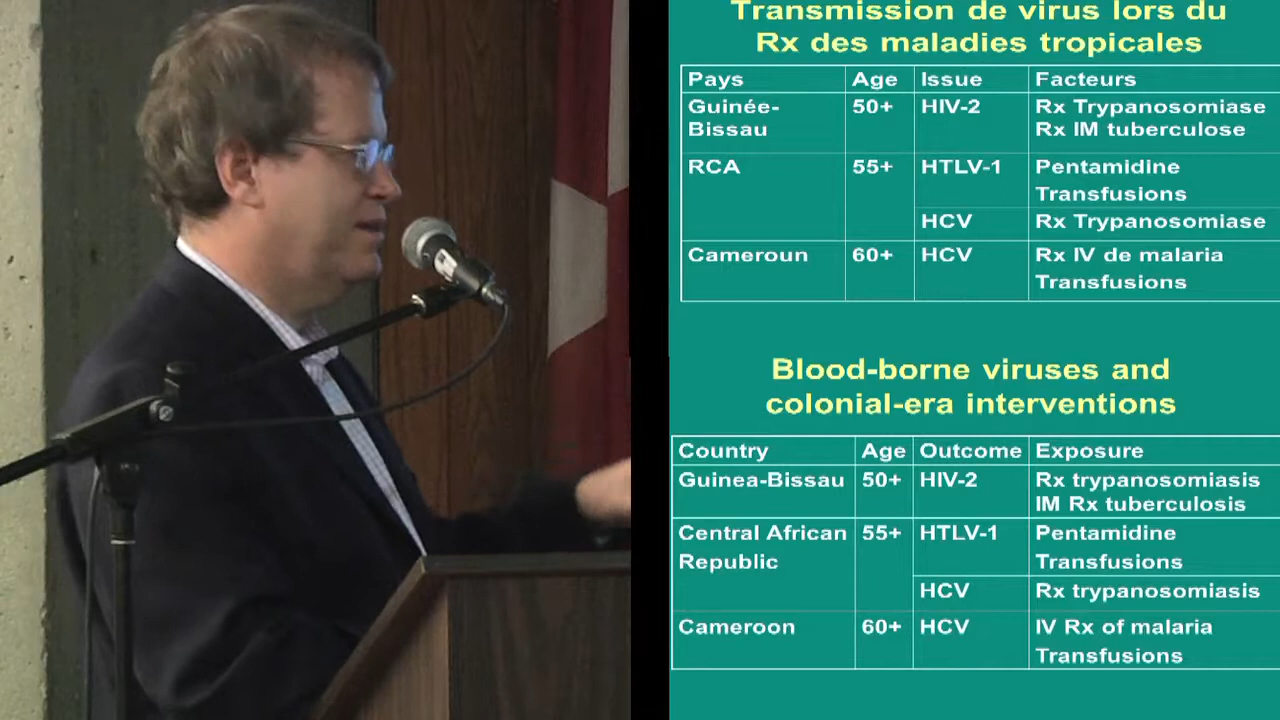 Transmission de virus lors du
Rx des maladies tropicales
Pays Age Issue Facteurs
Guinée-Bissau 50+ HIV-2 Rx Trypanosomiase
Rx IM tuberculose
RCA 55+ HTLV-1 Pentamidine
Transfusions
HCV Rx Trypanosomiase
Cameroun 60+ HCV Rx IV de malaria
Transfusions
Blood-borne viruses and
colonial-era interventions
Country Age Outcome Exposure
Guinea-Bissau 50+ HIV-2 Rx trypanosomiasis
IM Rx tuberculosis
Central African 55+ HTLV-1 Pentamidine
Republic Transfusions
HCV Rx trypanosomiasis
Cameroon 60+ HCV IV Rx of malaria
Transfusions